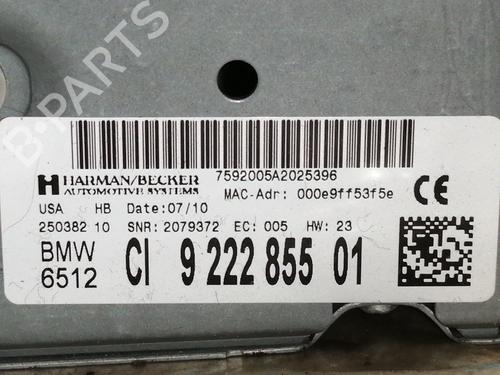 B-PARTS
7592005A2025396
HARMAN/BECKER
AUTOMOTIVE SYSTEMS
MAC-Adr: 000e9ff53f5e
CE
USA HB Date:07/10
250382 10 SNR: 2079372 EC: 005 HW: 23
BMW
6512
CI 9 222 855 01